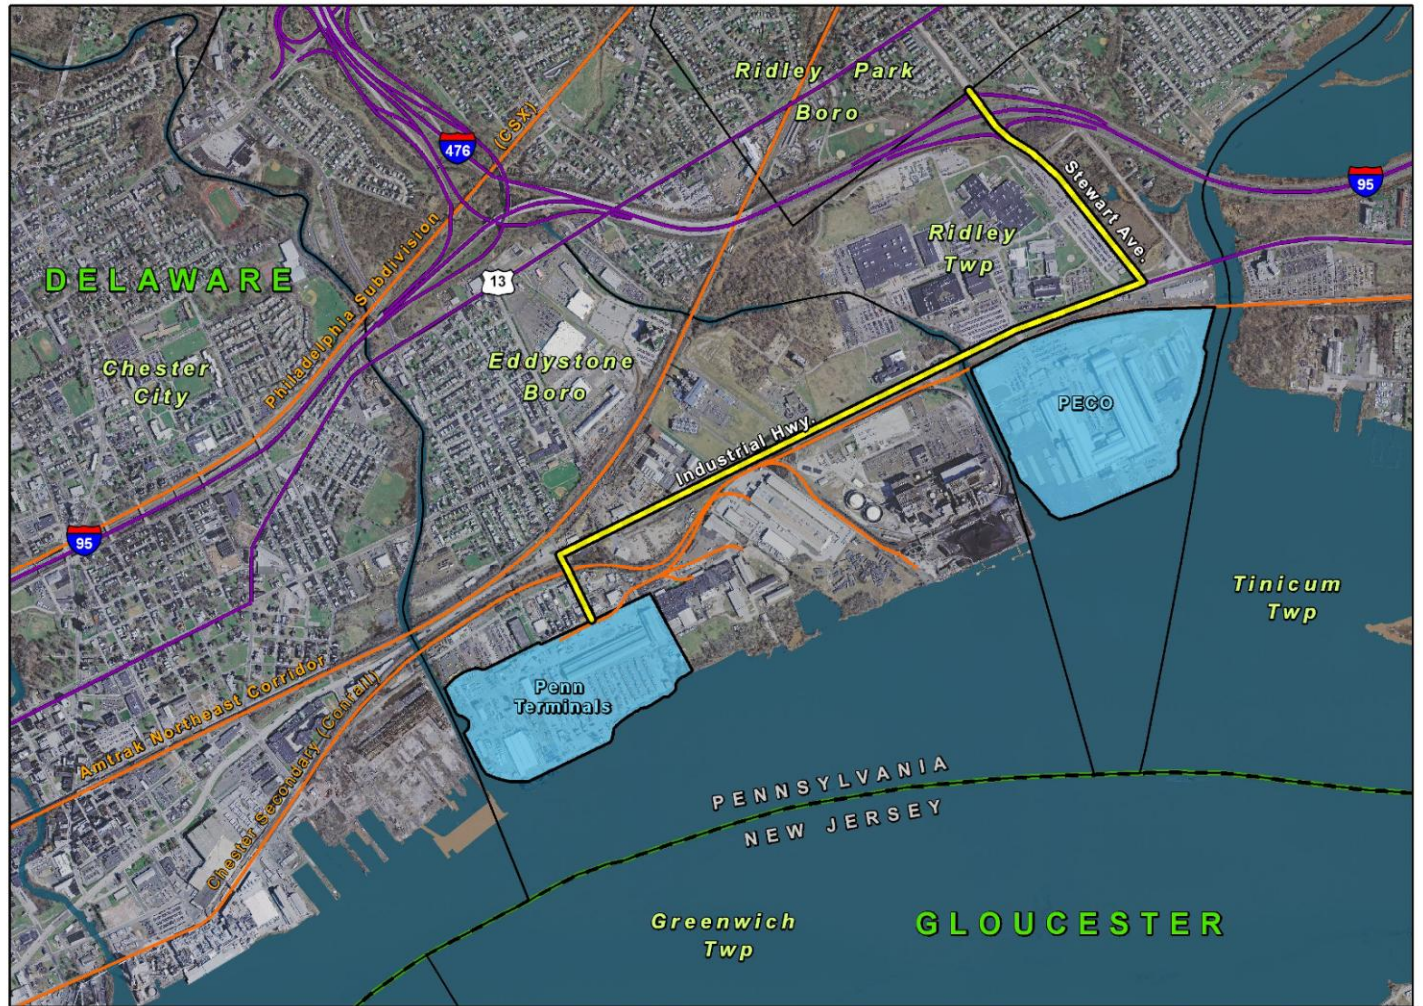 Ridley Park
Boro
(CSX)
476
Stewart Ave.
95
Ridley
Twp
DELAWARE
13
Philadelphia Subdivision
Eddystone
Boro
Chester
City
PECO
Industrial Hwy.
95
Tinicum
Twp
Penn
Terminals
Amtrak Northeast Corridor
Chester Secondary (Conrail)
PENNSYLVANIA
NEW JERSEY
Greenwich
Twp
GLOUCESTER